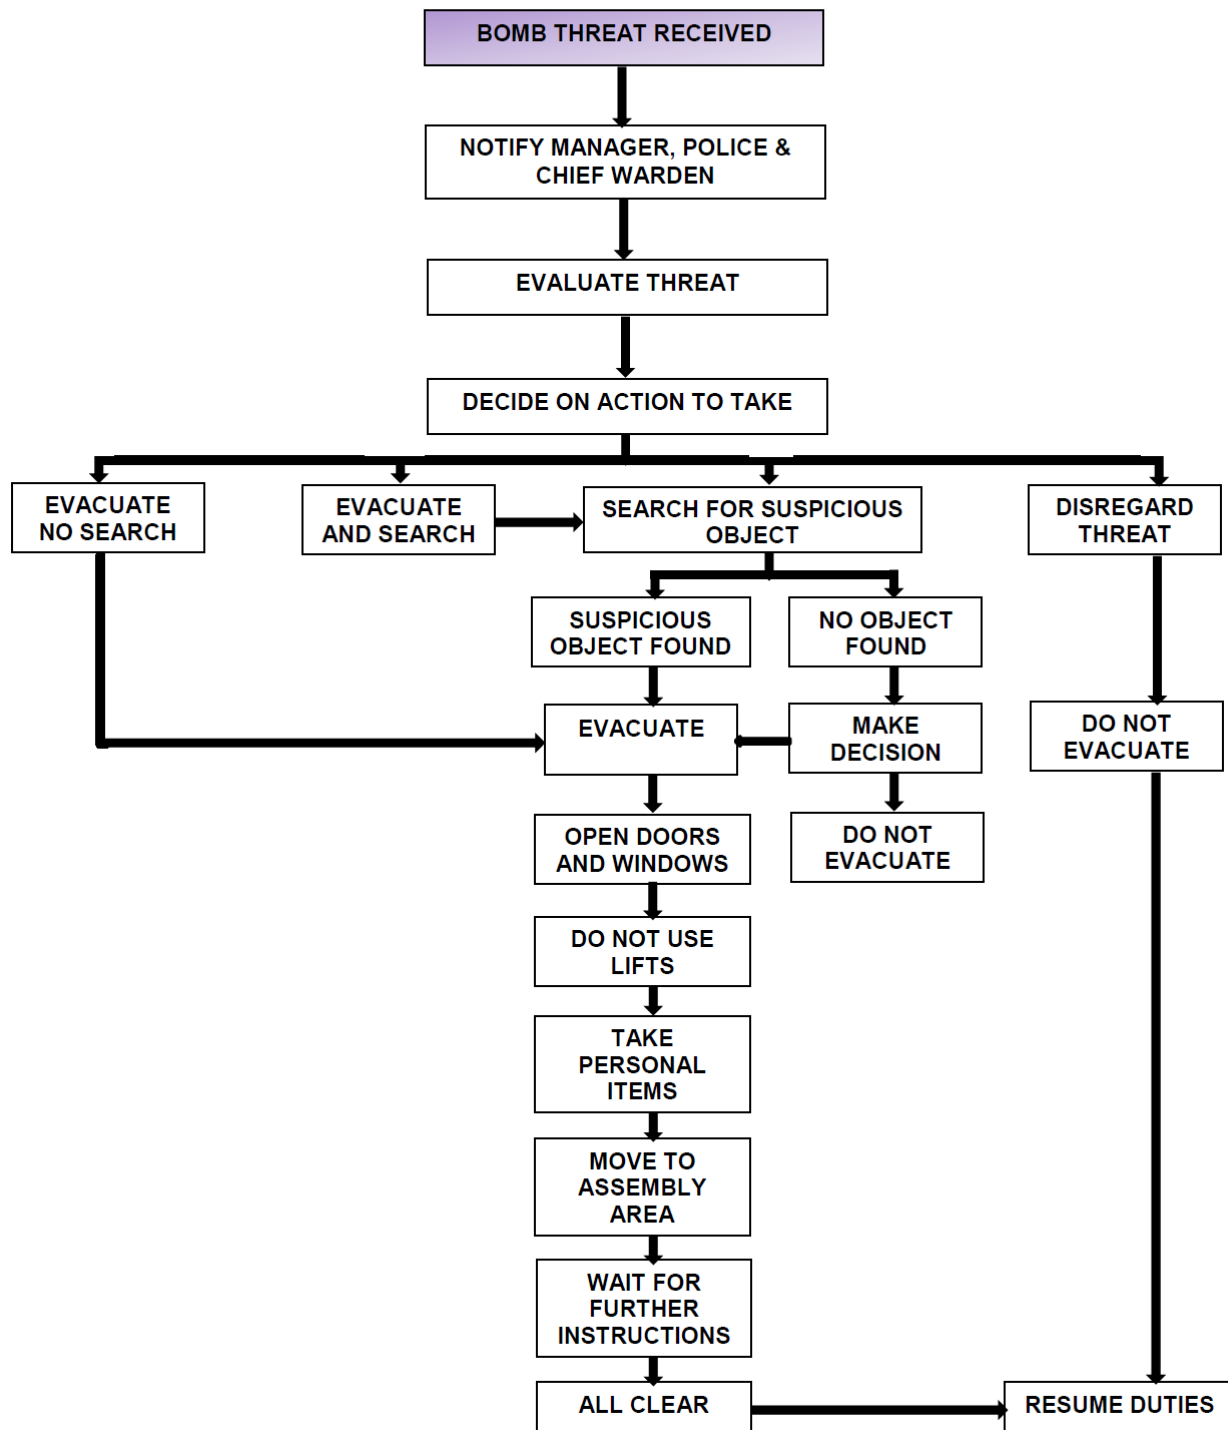 BOMB THREAT RECEIVED
NOTIFY MANAGER, POLICE &
CHIEF WARDEN
EVALUATE THREAT
DECIDE ON ACTION TO TAKE
EVACUATE
NO SEARCH
EVACUATE
AND SEARCH
SEARCH FOR SUSPICIOUS
OBJECT
DISREGARD
THREAT
SUSPICIOUS
OBJECT FOUND
NO OBJECT
FOUND
EVACUATE
MAKE
DECISION
DO NOT
EVACUATE
OPEN DOORS
AND WINDOWS
DO NOT
EVACUATE
DO NOT USE
LIFTS
TAKE
PERSONAL
ITEMS
MOVE TO
ASSEMBLY
AREA
WAIT FOR
FURTHER
INSTRUCTIONS
ALL CLEAR
RESUME DUTIES